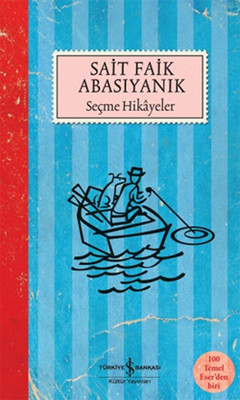 SAİT FAİK
ABASIYANIK
Seçme Hikâyeler
100
Temel
Eser'den
biri
TÜRKİYE İŞ BANKASI
Kültür Yayınları